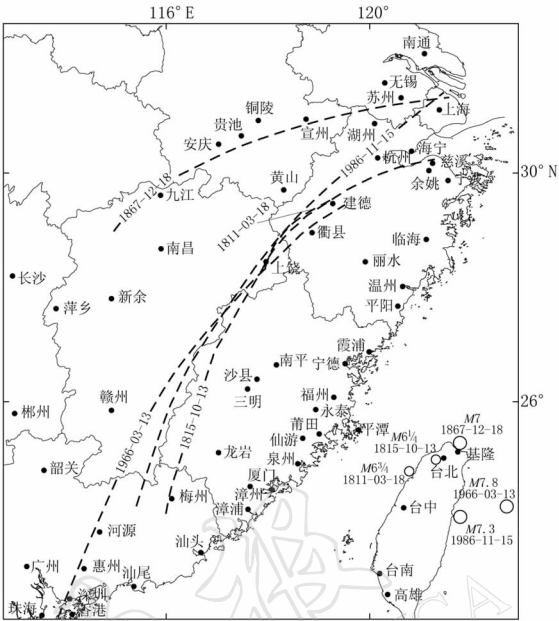 116°E
120°
南通
无锡
苏州
上海
铜陵
贵池
宣州
安庆
湖州
1986-11-15
海宁
杭州
慈溪
30°N
余姚
宁波
1867-12-18
九江
黄山
建德
1811-03-18
衢县
临海
南昌
丽水
上饶
长沙
温州
新余
萍乡
平阳
霞浦
南平
宁德
沙县
三明
福州
26°
赣州
郴州
永泰
莆田
平潭
仙游
1966-03-13
1815-10-13
M7
1867-12-18
M6¼
1815-10-13
基隆
台北
M6¾
1811-03-18
M7.8
1966-03-13
龙岩
泉州
韶关
厦门
梅州
漳州
漳浦
台中
M7.3
1986-11-15
河源
汕头
广州
惠州
汕尾
台南
深圳
珠海
香港
高雄